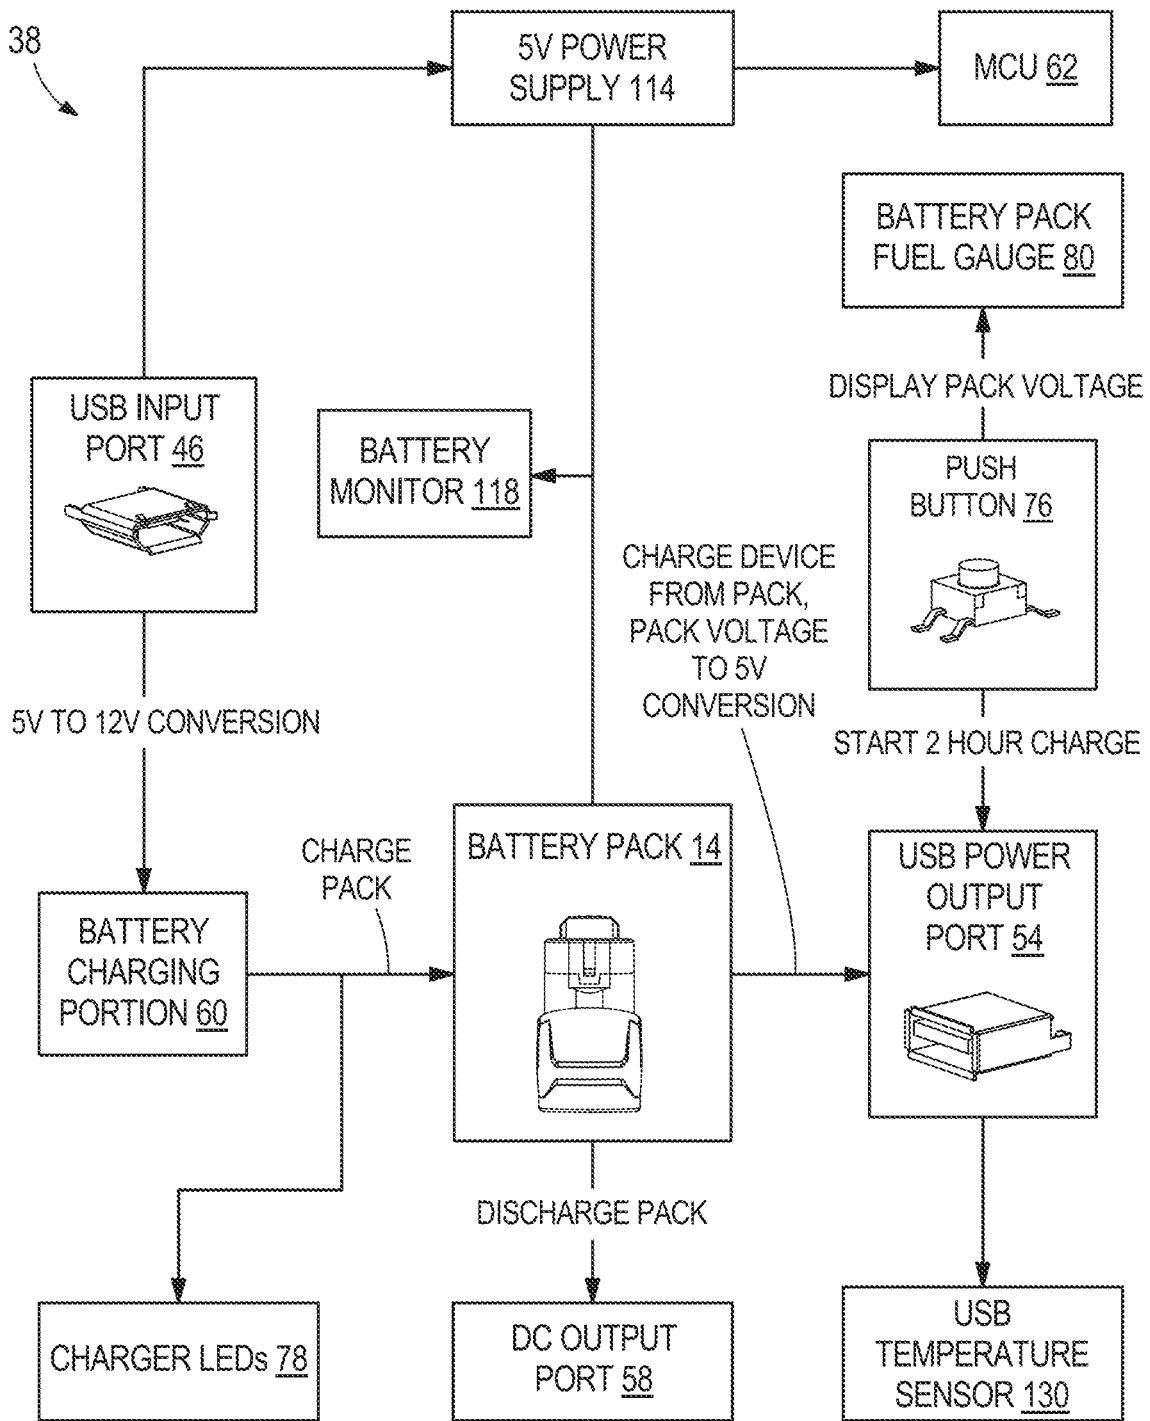 38
5V POWER
SUPPLY 114
MCU 62
BATTERY PACK
FUEL GAUGE 80
DISPLAY PACK VOLTAGE
USB INPUT
PORT 46
BATTERY
MONITOR 118
PUSH
BUTTON 76
CHARGE DEVICE
FROM PACK,
PACK VOLTAGE
TO 5V
CONVERSION
5V TO 12V CONVERSION
START 2 HOUR CHARGE
CHARGE
PACK
BATTERY PACK 14
USB POWER
OUTPUT
PORT 54
BATTERY
CHARGING
PORTION 60
DISCHARGE PACK
CHARGER LEDs 78
DC OUTPUT
PORT 58
USB
TEMPERATURE
SENSOR 130